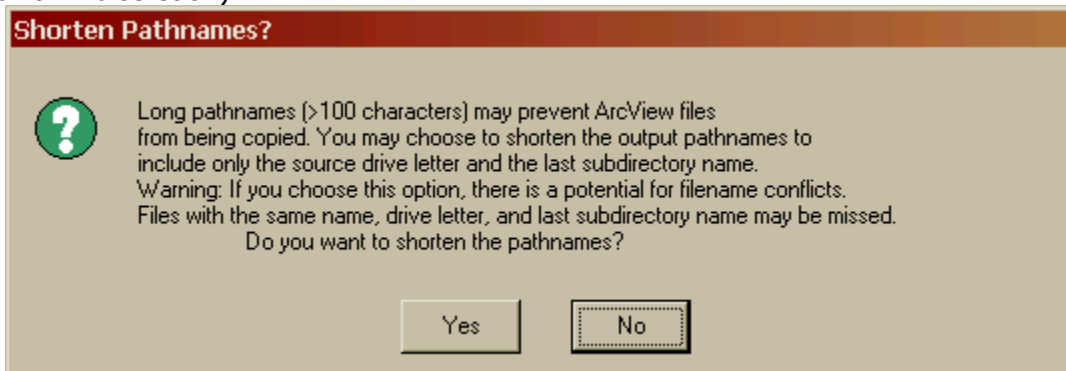 Shorten Pathnames?
Long pathnames (>100 characters) may prevent ArcView files
from being copied. You may choose to shorten the output pathnames to
include only the source drive letter and the last subdirectory name.
Warning: If you choose this option, there is a potential for filename conflicts.
Files with the same name, drive letter, and last subdirectory name may be missed.
Do you want to shorten the pathnames?
Yes No